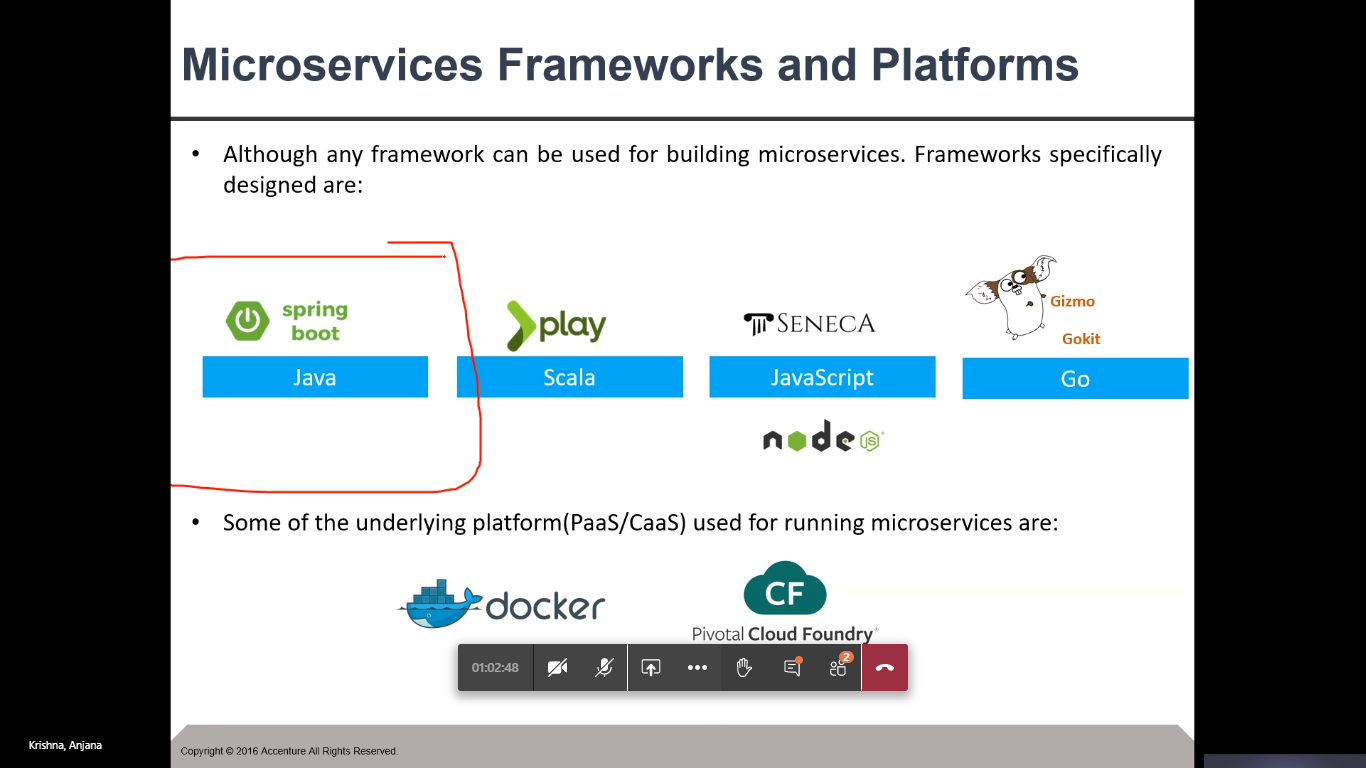 Microservices Frameworks and Platforms
• Although any framework can be used for building microservices. Frameworks specifically
designed are:
spring
boot
play
SENECA
Gizmo
Gokit
Java
Scala
JavaScript
Go
node
JS
• Some of the underlying platform(PaaS/CaaS) used for running microservices are:
docker
CF
Pivotal Cloud Foundry®
01:02:48
2
Krishna, Anjana
Copyright © 2016 Accenture All Rights Reserved.